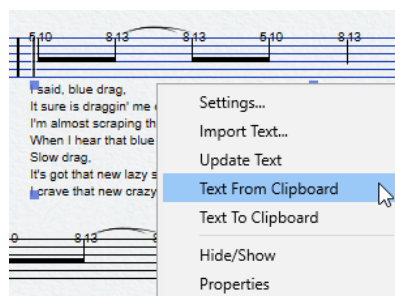 5 10 8 13 8 13 5 10 8 13
I said, blue drag,
It sure is draggin' me
I'm almost scraping th
When I hear that blue
Slow drag,
It's got that new lazy s
I crave that new crazy
Settings...
Import Text...
Update Text
Text From Clipboard
Text To Clipboard
Hide/Show
Properties
0 8 13 8